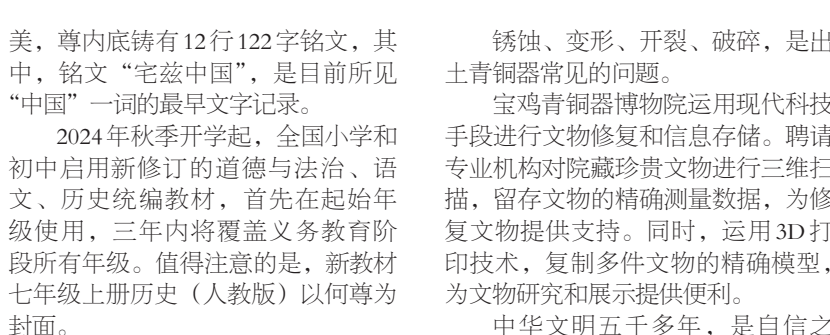 美，尊内底铸有12行122字铭文，其
中，铭文“宅兹中国”，是目前所见
“中国”一词的最早文字记录。
2024年秋季开学起，全国小学和
初中启用新修订的道德与法治、语
文、历史统编教材，首先在起始年
级使用，三年内将覆盖义务教育阶
段所有年级。值得注意的是，新教材
七年级上册历史（人教版）以何尊为
封面。
锈蚀、变形、开裂、破碎，是出
土青铜器常见的问题。
宝鸡青铜器博物院运用现代科技
手段进行文物修复和信息存储。聘请
专业机构对院藏珍贵文物进行三维扫
描，留存文物的精确测量数据，为修
复文物提供支持。同时，运用3D打
印技术，复制多件文物的精确模型，
为文物研究和展示提供便利。
中华文明五千多年，是自信之